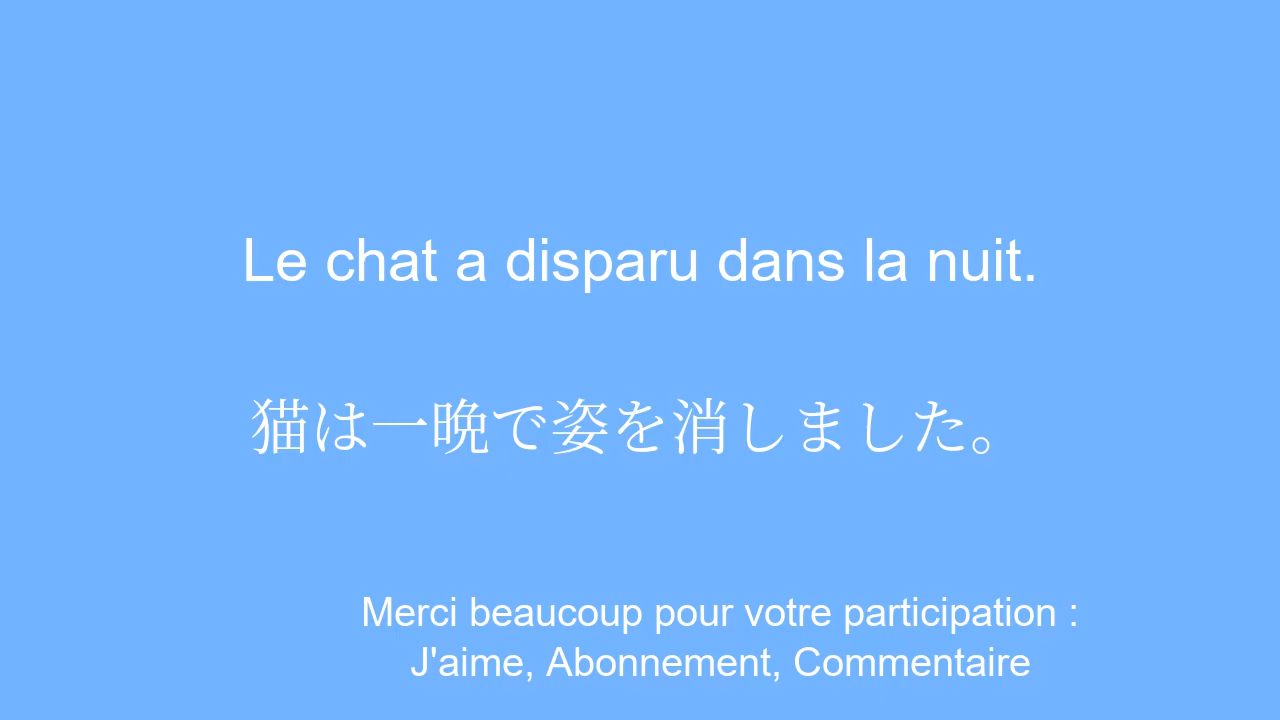 Le chat a disparu dans la nuit.
猫は一晩で姿を消しました。
Merci beaucoup pour votre participation :
J'aime, Abonnement, Commentaire